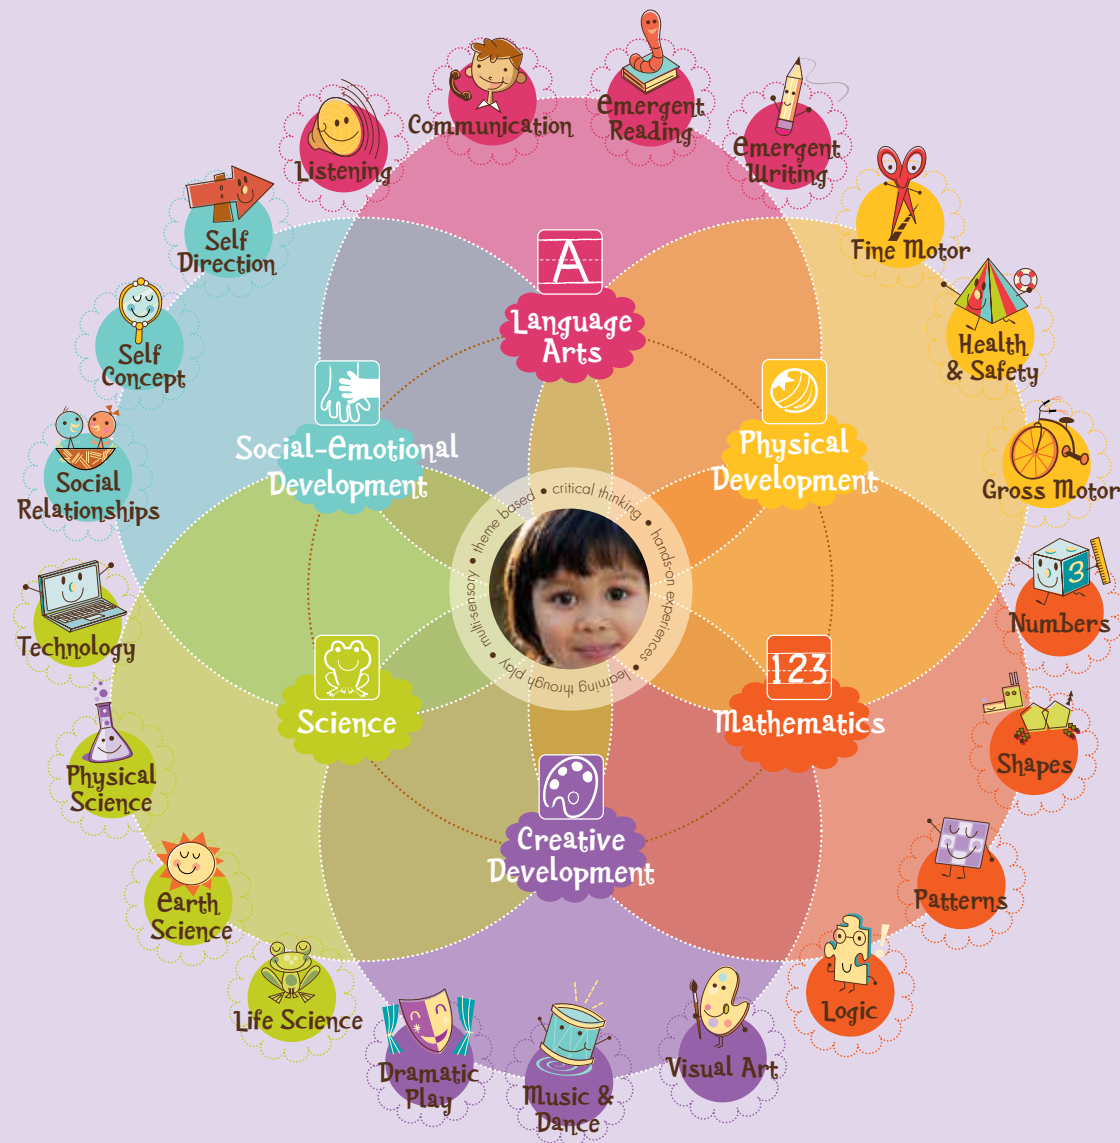 Communication
Emergent
Reading
Emergent
Writing
Listening
Fine Motor
Self
Direction
Health
& Safety
Self
Concept
Gross Motor
Social
Relationships
Numbers
3
Technology
Shapes
Physical
Science
Patterns
Earth
Science
Logic
Life Science
Visual Art
Dramatic
Play
Music &
Dance
A
Language
Arts
Physical
Development
123
Mathematics
Creative
Development
Science
Social-Emotional
Development
theme based • critical thinking • hands-on experiences • learning through play • multi-sensory •